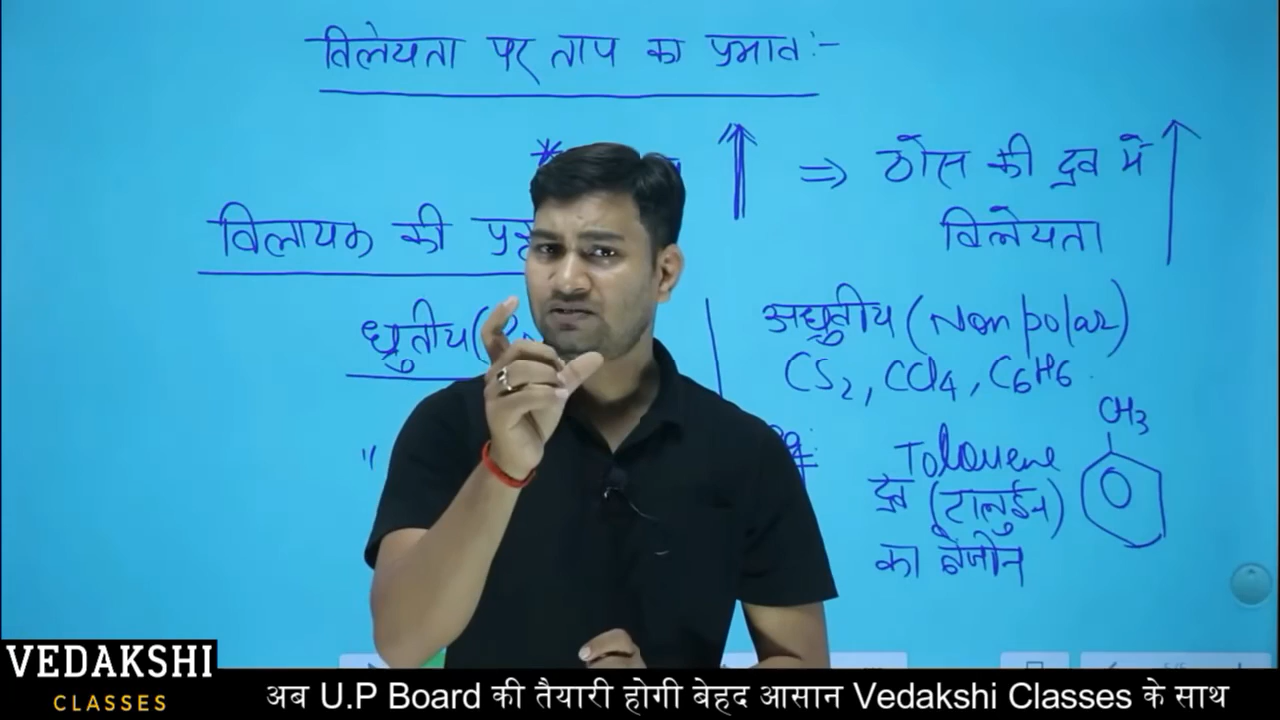 विलेयता पर ताप का प्रभाव :-
⇒ ठोस की द्रव में
विलेयता
विलायक की
ध्रुवीय (
अध्रुवीय (Non polar)
CS2, CCl4, C6H6
CH3
Toluene
द्रव (टालुईन)
का बेंजीन
VEDAKSHI
CLASSES
अब U.P Board की तैयारी होगी बेहद आसान Vedakshi Classes के साथ